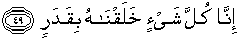 إِنَّا كُلَّ شَىْءٍ خَلَقْنَـٰهُ بِقَدَرٍ ٤٩